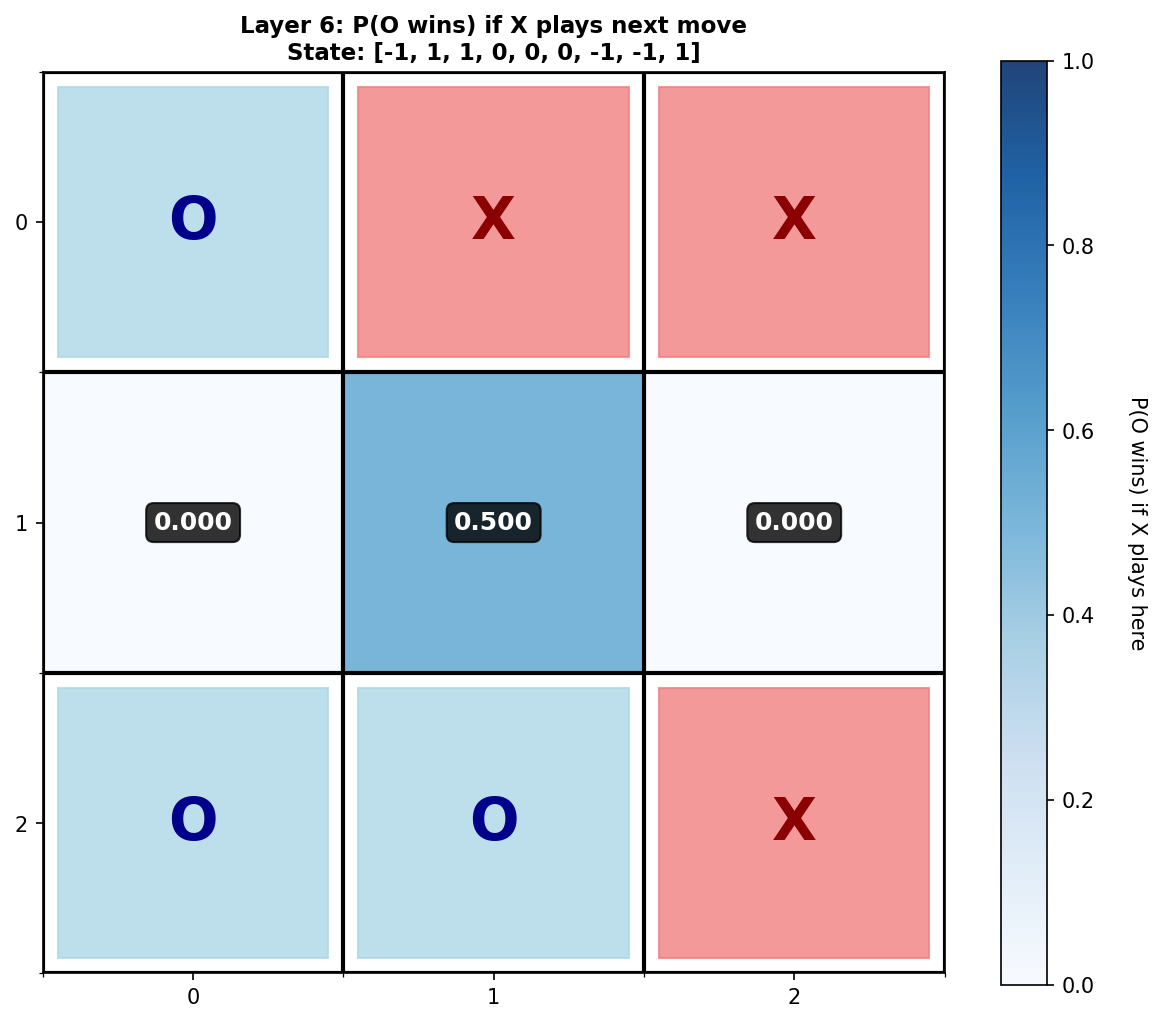 Layer 6: P(O wins) if X plays next move
State: [-1, 1, 1, 0, 0, 0, -1, -1, 1]
0
O
X
X
1
0.000
0.500
0.000
2
O
O
X
0
1
2
1.0
0.8
0.6
0.4
0.2
0.0
P(O wins) if X plays here